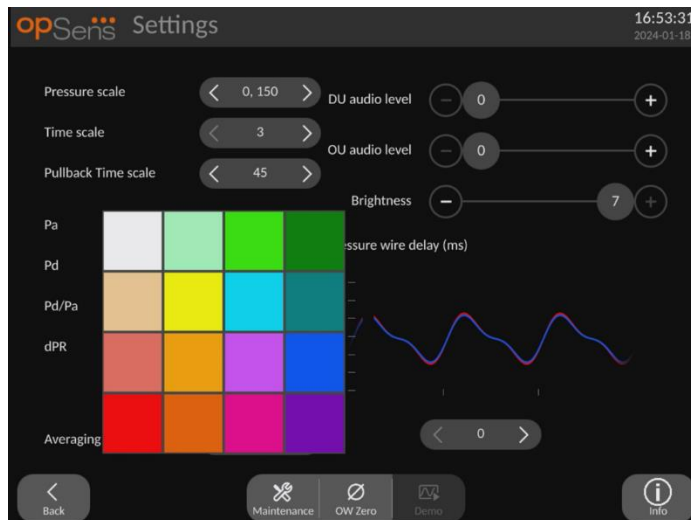 opSens Settings
16:53:31
2024-01-18
Pressure scale
0, 150
DU audio level
0
Time scale
3
OU audio level
0
Pullback Time scale
45
Brightness
7
Pa
essure wire delay (ms)
Pd
Pd/Pa
dPR
Averaging
0
Back
Maintenance
OW Zero
Demo
Info